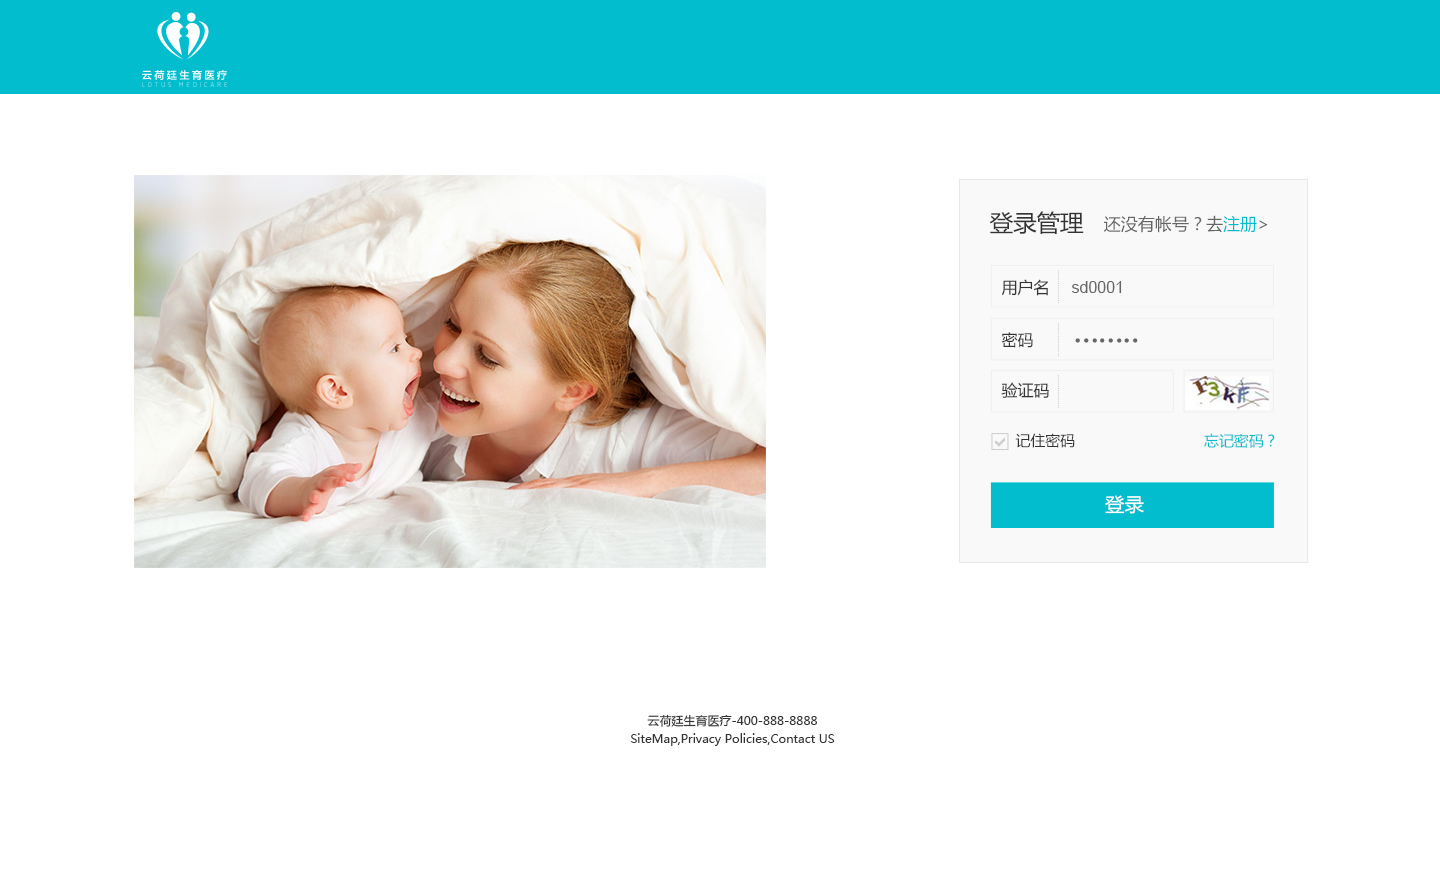 云荷廷生育医疗
LOTUS MEDICARE
登录管理 还没有帐号？去注册>
用户名 sd0001
密码 ••••••••
验证码 F3KF
记住密码 忘记密码？
登录
云荷廷生育医疗-400-888-8888
SiteMap,Privacy Policies,Contact US